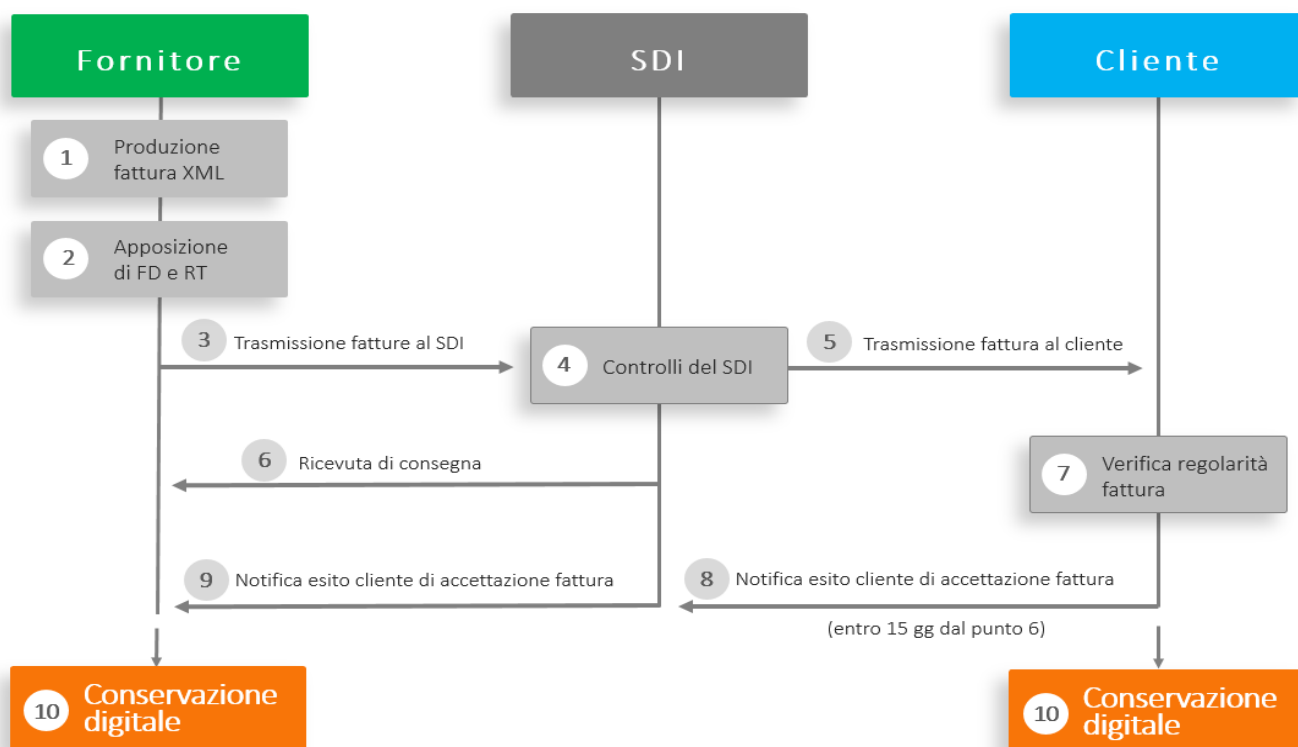 Fornitore
SDI
Cliente
1
Produzione
fattura XML
2
Apposizione
di FD e RT
3
Trasmissione fatture al SDI
4
Controlli del SDI
5
Trasmissione fattura al cliente
6
Ricevuta di consegna
7
Verifica regolarità
fattura
9
Notifica esito cliente di accettazione fattura
8
Notifica esito cliente di accettazione fattura
(entro 15 gg dal punto 6)
10
Conservazione
digitale
10
Conservazione
digitale